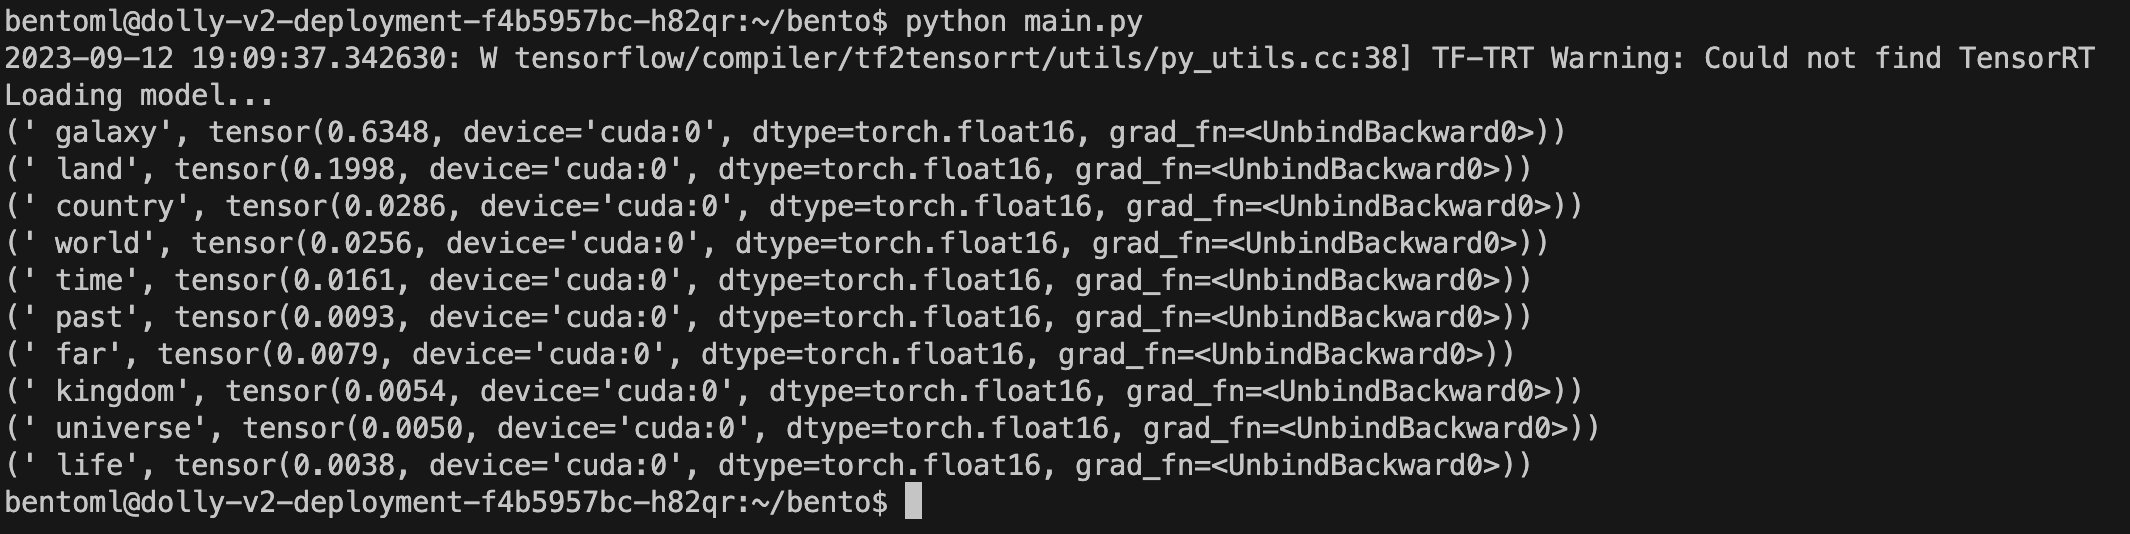 bentoml@dolly-v2-deployment-f4b5957bc-h82qr:~/bento$ python main.py
2023-09-12 19:09:37.342630: W tensorflow/compiler/tf2tensorrt/utils/py_utils.cc:38] TF-TRT Warning: Could not find TensorRT
Loading model...
(' galaxy', tensor(0.6348, device='cuda:0', dtype=torch.float16, grad_fn=<UnbindBackward0>))
(' land', tensor(0.1998, device='cuda:0', dtype=torch.float16, grad_fn=<UnbindBackward0>))
(' country', tensor(0.0286, device='cuda:0', dtype=torch.float16, grad_fn=<UnbindBackward0>))
(' world', tensor(0.0256, device='cuda:0', dtype=torch.float16, grad_fn=<UnbindBackward0>))
(' time', tensor(0.0161, device='cuda:0', dtype=torch.float16, grad_fn=<UnbindBackward0>))
(' past', tensor(0.0093, device='cuda:0', dtype=torch.float16, grad_fn=<UnbindBackward0>))
(' far', tensor(0.0079, device='cuda:0', dtype=torch.float16, grad_fn=<UnbindBackward0>))
(' kingdom', tensor(0.0054, device='cuda:0', dtype=torch.float16, grad_fn=<UnbindBackward0>))
(' universe', tensor(0.0050, device='cuda:0', dtype=torch.float16, grad_fn=<UnbindBackward0>))
(' life', tensor(0.0038, device='cuda:0', dtype=torch.float16, grad_fn=<UnbindBackward0>))
bentoml@dolly-v2-deployment-f4b5957bc-h82qr:~/bento$